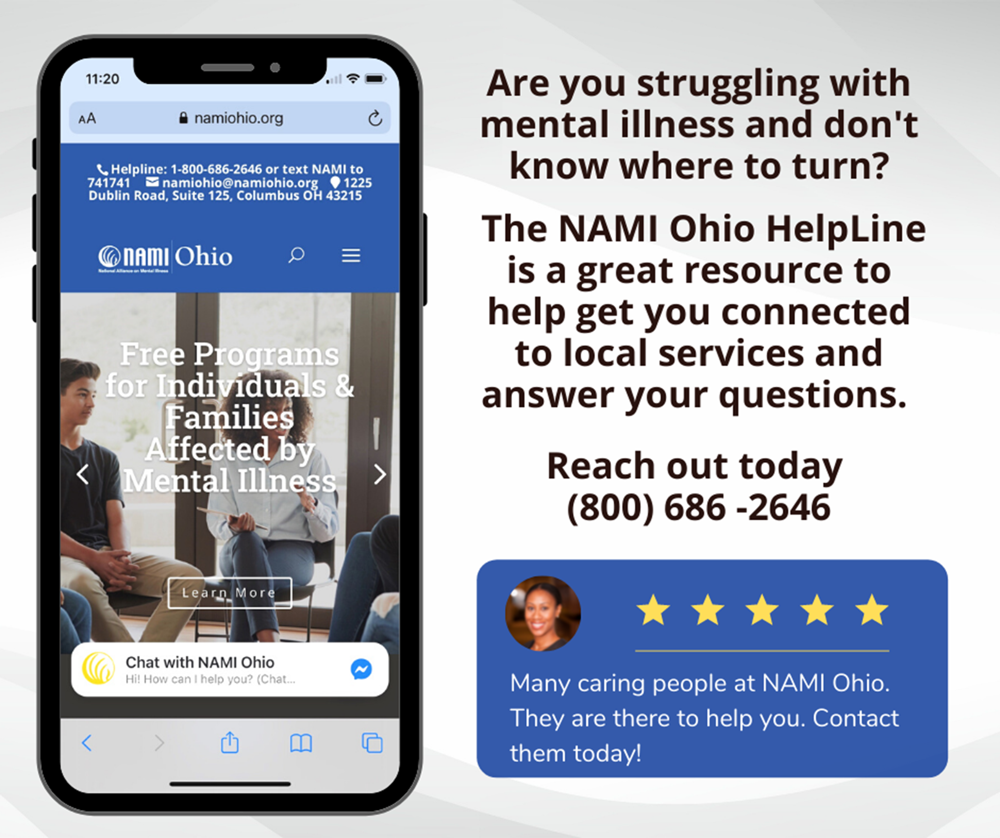 11:20
AA namiohio.org
Helpline: 1-800-686-2646 or text NAMI to
741741 namiohio@namiohio.org 1225
Dublin Road, Suite 125, Columbus OH 43215
NAMI Ohio
National Alliance on Mental Illness
Free Programs
for Individuals &
Families
Affected by
Mental Illness
Learn More
Chat with NAMI Ohio
Hi! How can I help you? (Chat...
Are you struggling with
mental illness and don't
know where to turn?
The NAMI Ohio HelpLine
is a great resource to
help get you connected
to local services and
answer your questions.
Reach out today
(800) 686 -2646
Many caring people at NAMI Ohio.
They are there to help you. Contact
them today!